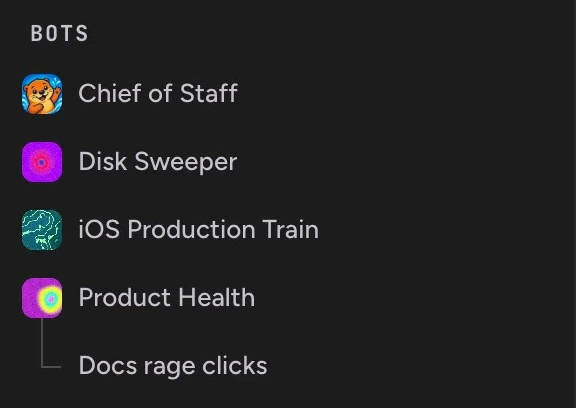 BOTS
Chief of Staff
Disk Sweeper
iOS Production Train
Product Health
Docs rage clicks